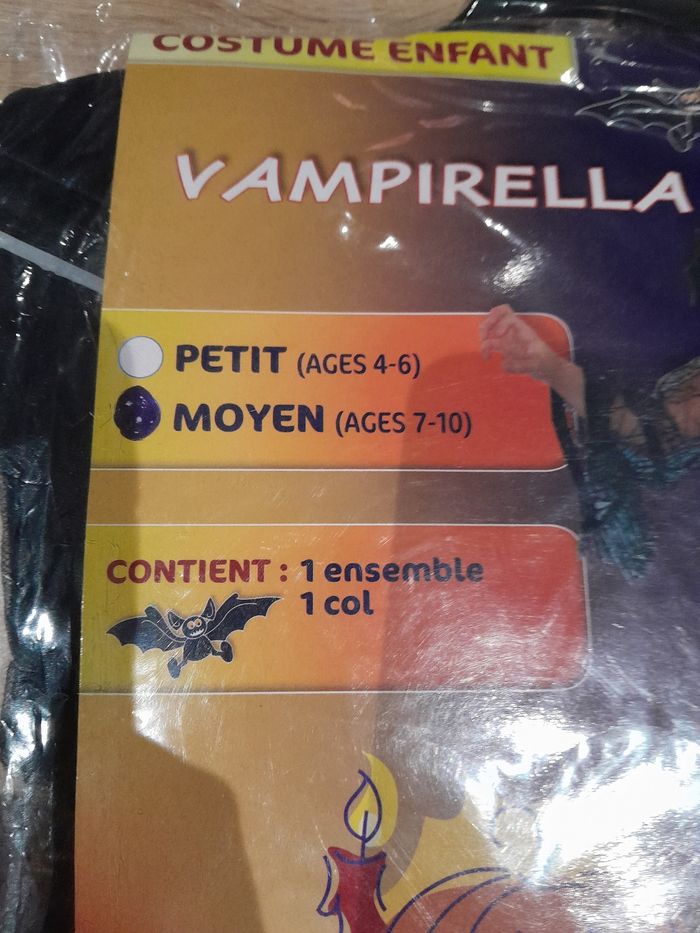 COSTUME ENFANT
VAMPIRELLA
PETIT (AGES 4-6)
MOYEN (AGES 7-10)
CONTIENT : 1 ensemble
1 col